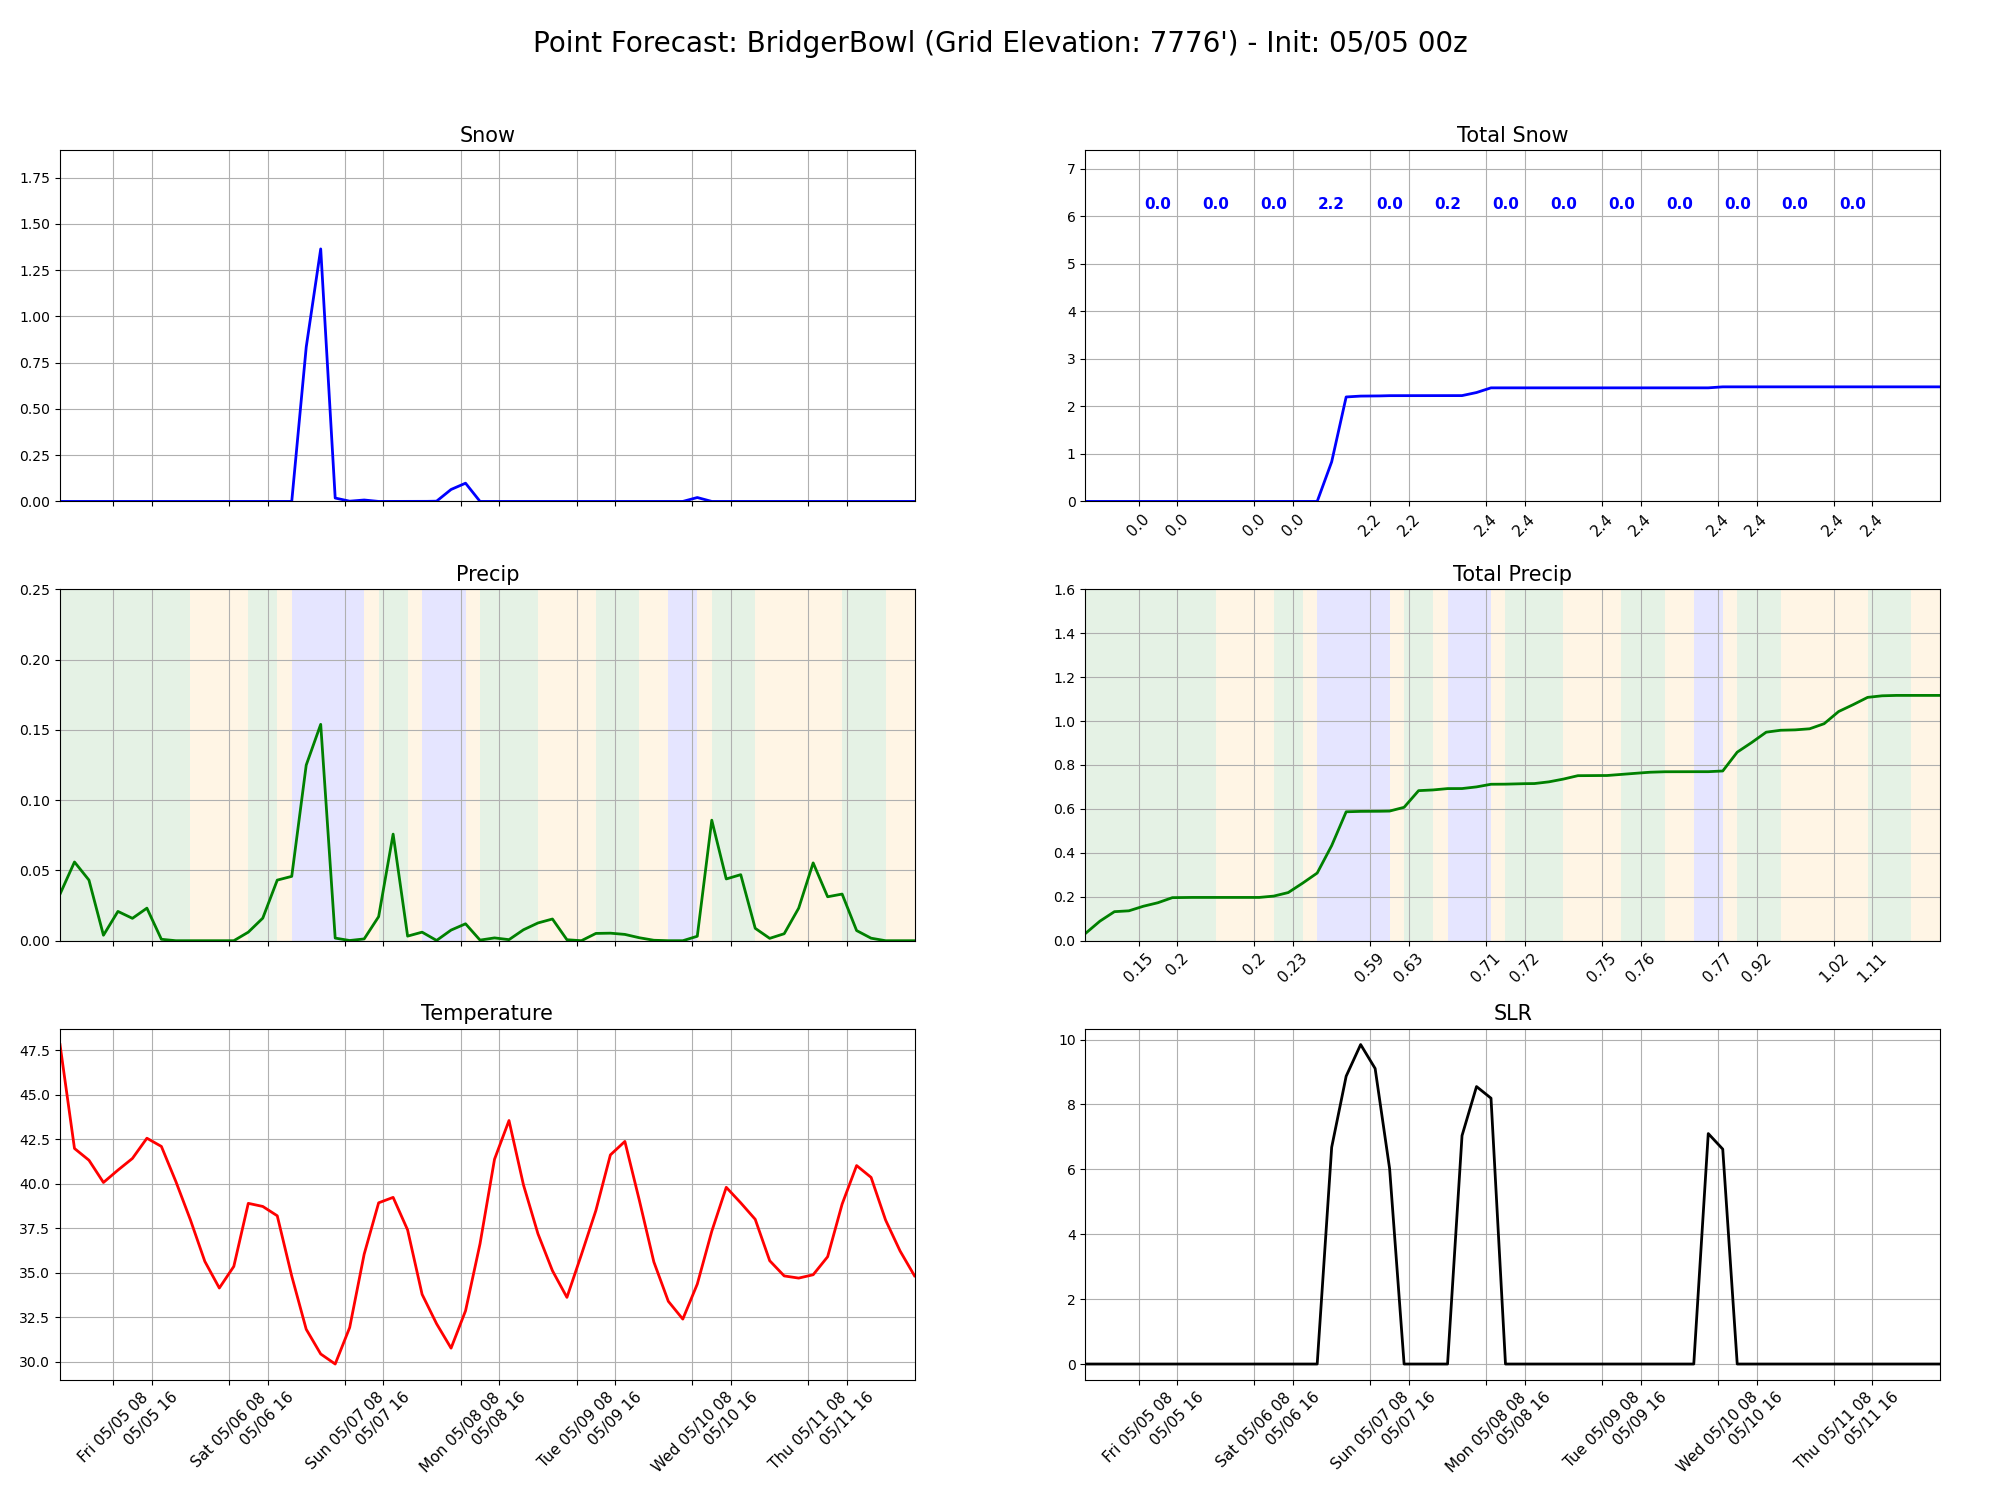 Point Forecast: BridgerBowl (Grid Elevation: 7776') - Init: 05/05 00z
Snow
1.75
1.50
1.25
1.00
0.75
0.50
0.25
0.00
Total Snow
7
6
5
4
3
2
1
0
0.0 0.0 0.0 2.2 0.0 0.2 0.0 0.0 0.0 0.0 0.0 0.0 0.0
0.0 0.0 0.0 0.0 2.2 2.2 2.4 2.4 2.4 2.4 2.4 2.4 2.4 2.4
Precip
0.25
0.20
0.15
0.10
0.05
0.00
Total Precip
1.6
1.4
1.2
1.0
0.8
0.6
0.4
0.2
0.0
0.15 0.2 0.2 0.23 0.59 0.63 0.71 0.72 0.75 0.76 0.77 0.92 1.02 1.11
Temperature
47.5
45.0
42.5
40.0
37.5
35.0
32.5
30.0
Fri 05/05 08
05/05 16
Sat 05/06 08
05/06 16
Sun 05/07 08
05/07 16
Mon 05/08 08
05/08 16
Tue 05/09 08
05/09 16
Wed 05/10 08
05/10 16
Thu 05/11 08
05/11 16
SLR
10
8
6
4
2
0
Fri 05/05 08
05/05 16
Sat 05/06 08
05/06 16
Sun 05/07 08
05/07 16
Mon 05/08 08
05/08 16
Tue 05/09 08
05/09 16
Wed 05/10 08
05/10 16
Thu 05/11 08
05/11 16